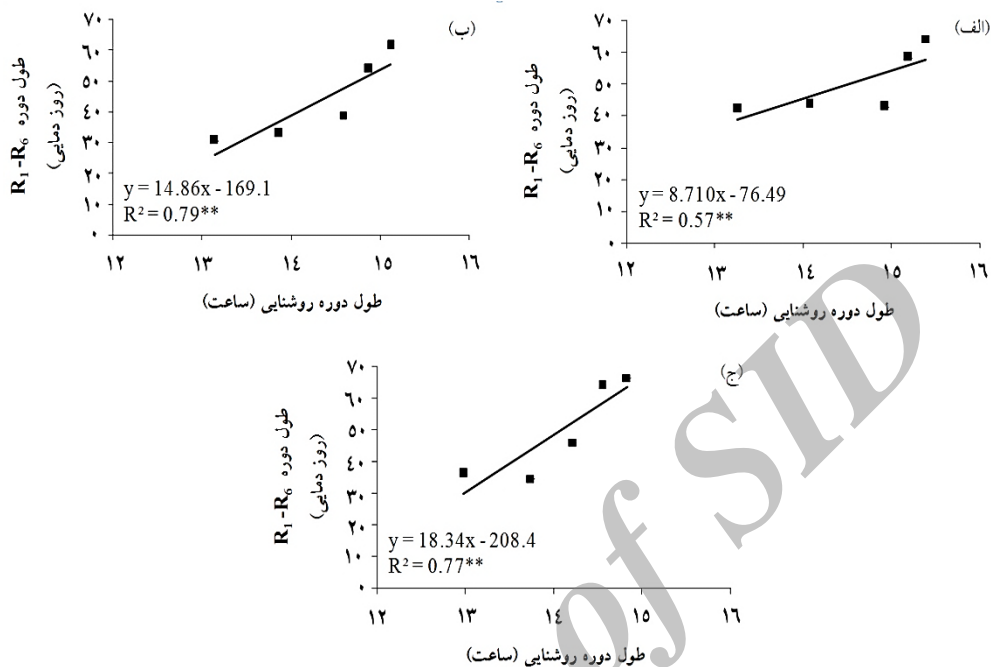 (الف)
۷۰
۶۰
۵۰
۴۰
۳۰
۲۰
۱۰
۰
طول دوره R₁-R₆
(روز دمایی)
y = 8.710x - 76.49
R² = 0.57**
۱۲ ۱۳ ۱۴ ۱۵ ۱۶
طول دوره روشنایی (ساعت)
(ب)
۷۰
۶۰
۵۰
۴۰
۳۰
۲۰
۱۰
۰
طول دوره R₁-R₆
(روز دمایی)
y = 14.86x - 169.1
R² = 0.79**
۱۲ ۱۳ ۱۴ ۱۵ ۱۶
طول دوره روشنایی (ساعت)
(ج)
۷۰
۶۰
۵۰
۴۰
۳۰
۲۰
۱۰
۰
طول دوره R₁-R₆
(روز دمایی)
y = 18.34x - 208.4
R² = 0.77**
۱۲ ۱۳ ۱۴ ۱۵ ۱۶
طول دوره روشنایی (ساعت)
of SID